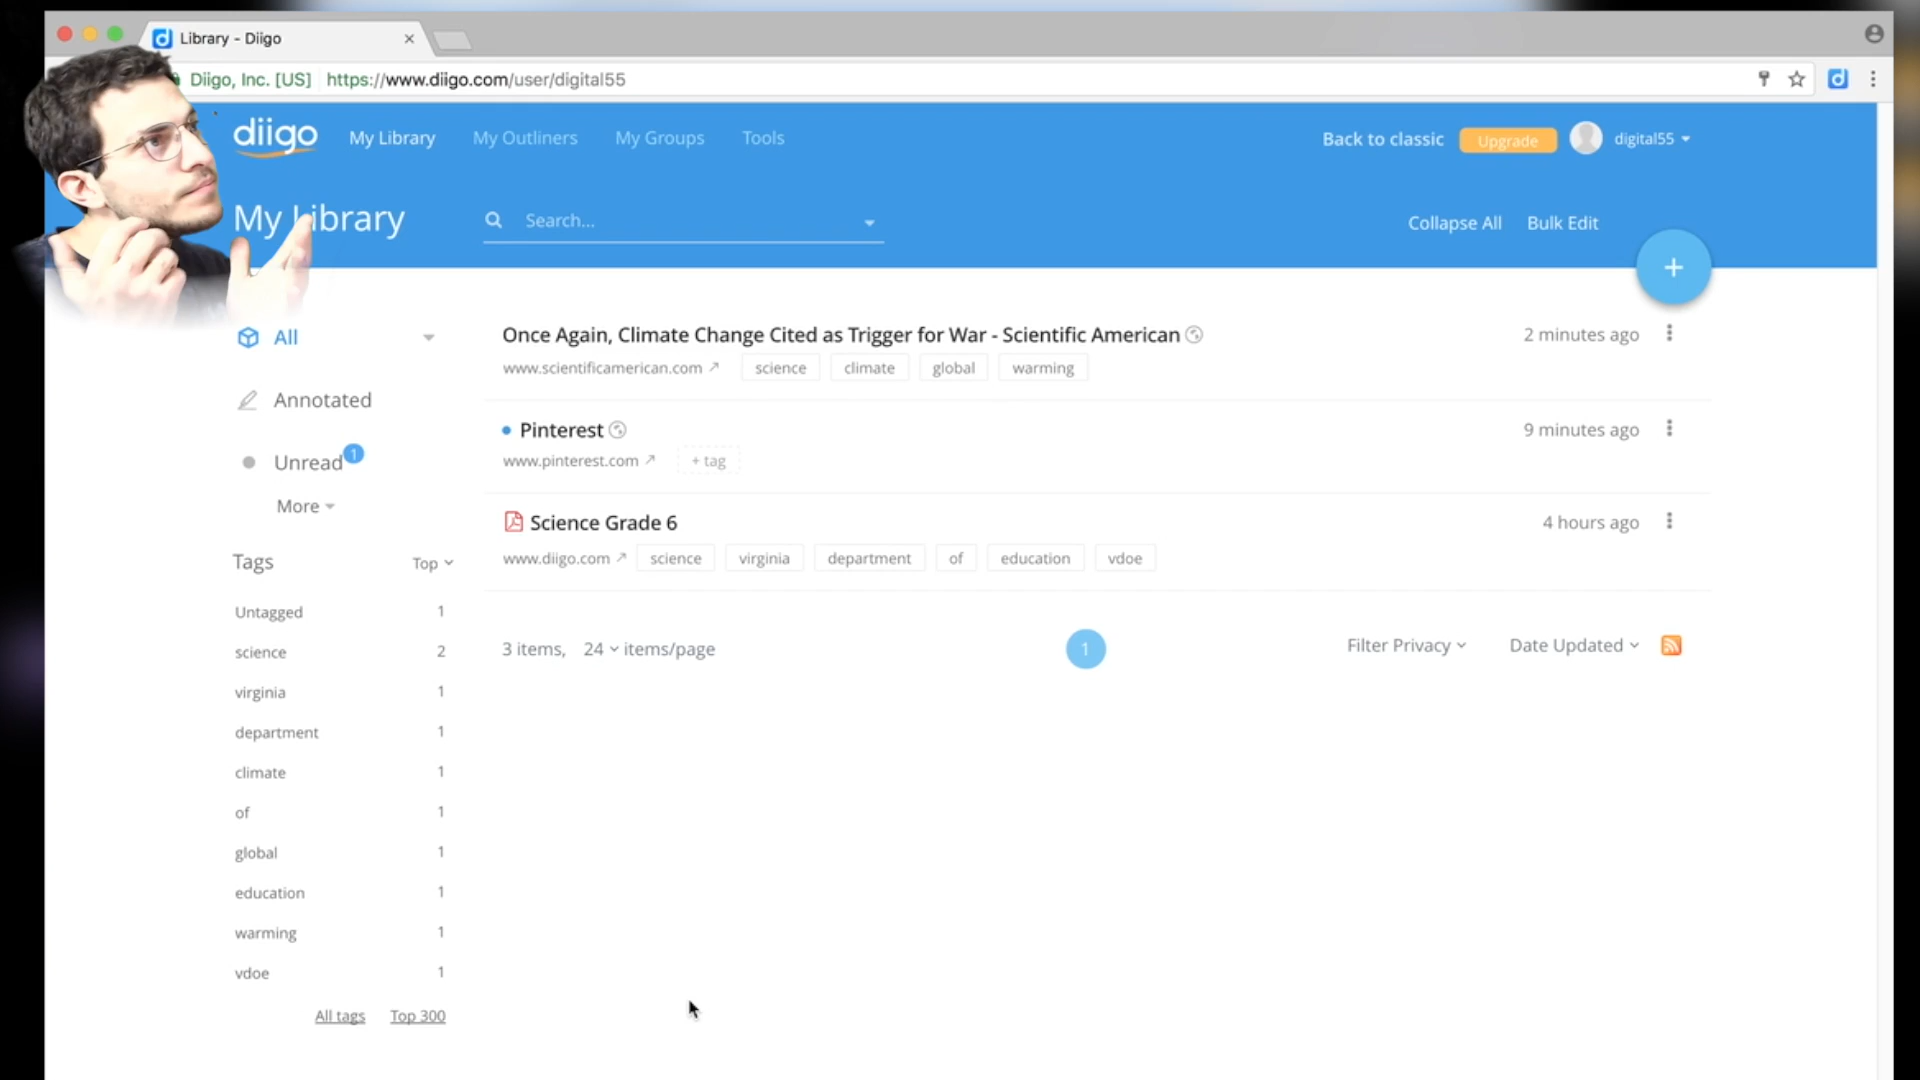 Library - Diigo
Diigo, Inc. [US] https://www.diigo.com/user/digital55
diigo My Library My Outliners My Groups Tools Back to classic Upgrade digital55
My Library Search... Collapse All Bulk Edit
+
All
Annotated
Unread 1
More
Tags Top
Untagged 1
science 2
virginia 1
department 1
climate 1
of 1
global 1
education 1
warming 1
vdoe 1
All tags Top 300
Once Again, Climate Change Cited as Trigger for War - Scientific American 2 minutes ago
www.scientificamerican.com science climate global warming
Pinterest 9 minutes ago
www.pinterest.com + tag
Science Grade 6 4 hours ago
www.diigo.com science virginia department of education vdoe
3 items, 24 items/page 1 Filter Privacy Date Updated